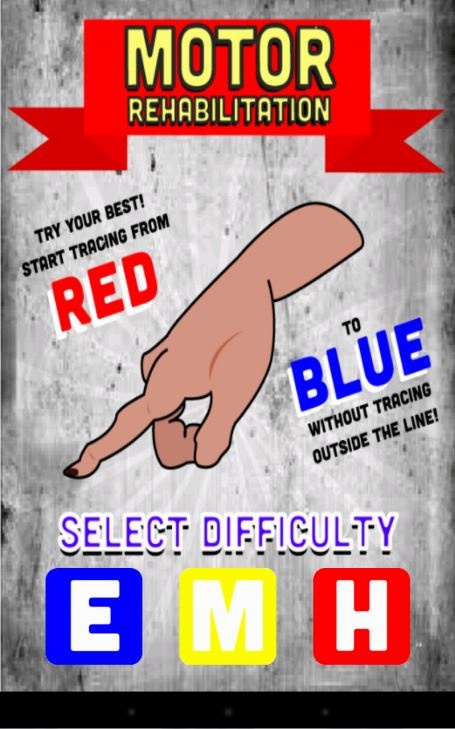 MOTOR
REHABILITATION
TRY YOUR BEST!
START TRACING FROM
RED
TO
BLUE
WITHOUT TRACING
OUTSIDE THE LINE!
SELECT DIFFICULTY
E M H